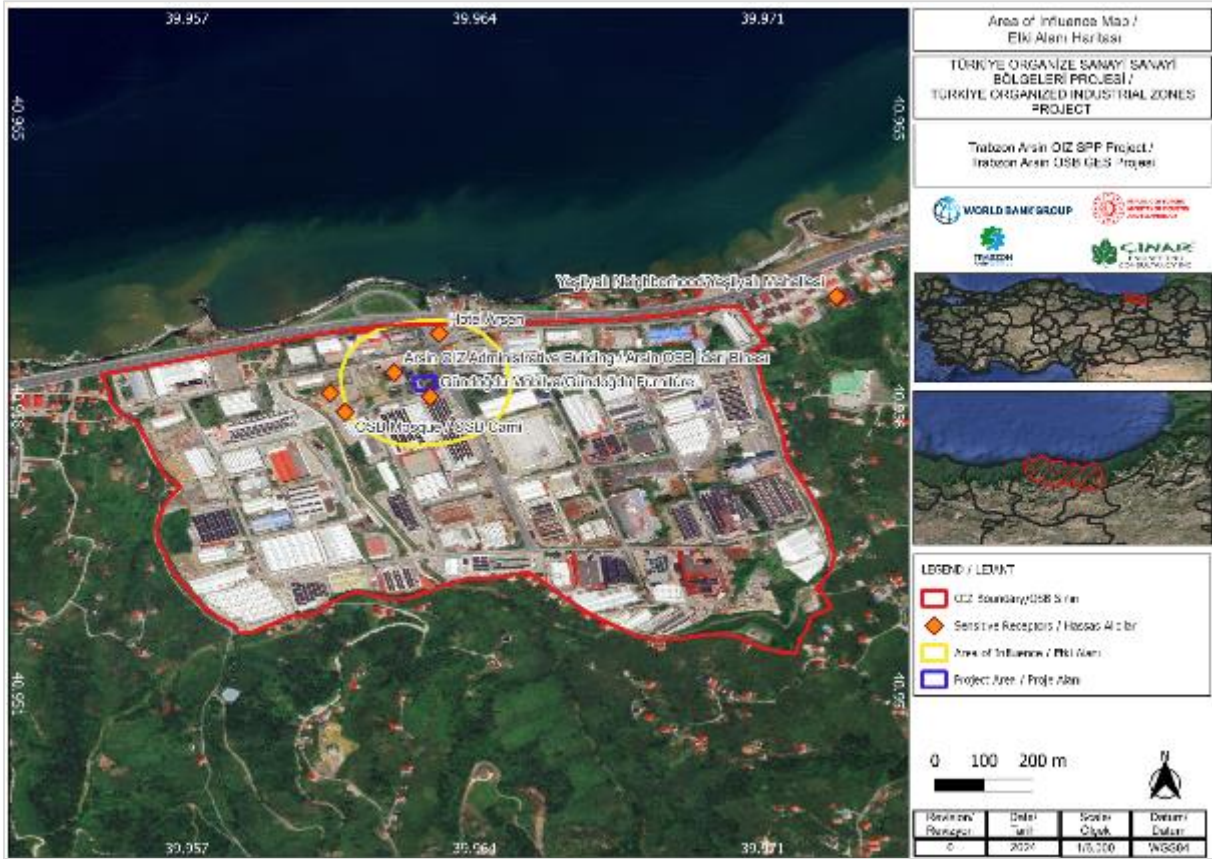 39.957 39.964 39.971
40.965 40.965
Yeşilyalı Neighborhood/Yeşilyalı Mahallesi
Hotel Arsen
Arsin OIZ Administrative Building / Arsin OSB İdari Binası
Gündoğdu Mobilya/Gündoğdu Furniture
OSB Mosque / OSB Cami
40.951 40.951
39.957 39.964 39.971
Area of Influence Map /
Etki Alanı Haritası
TÜRKİYE ORGANİZE SANAYİ SANAYİ
BÖLGELERİ PROJESİ /
TÜRKİYE ORGANIZED INDUSTRIAL ZONES
PROJECT
Trabzon Arsin OIZ SPP Project /
Trabzon Arsin OSB GES Projesi
WORLD BANK GROUP
TRABZON
ÇINAR
LEGEND / LEJANT
OIZ Boundary/OSB Sınırı
Sensitive Receptors / Hassas Alıcılar
Area of Influence / Etki Alanı
Project Area / Proje Alanı
0 100 200 m
N
Revision/ Date/ Scale/ Datum/
Revizyon Tarih Ölçek Datum
0 2024 1/6.000 WGS84